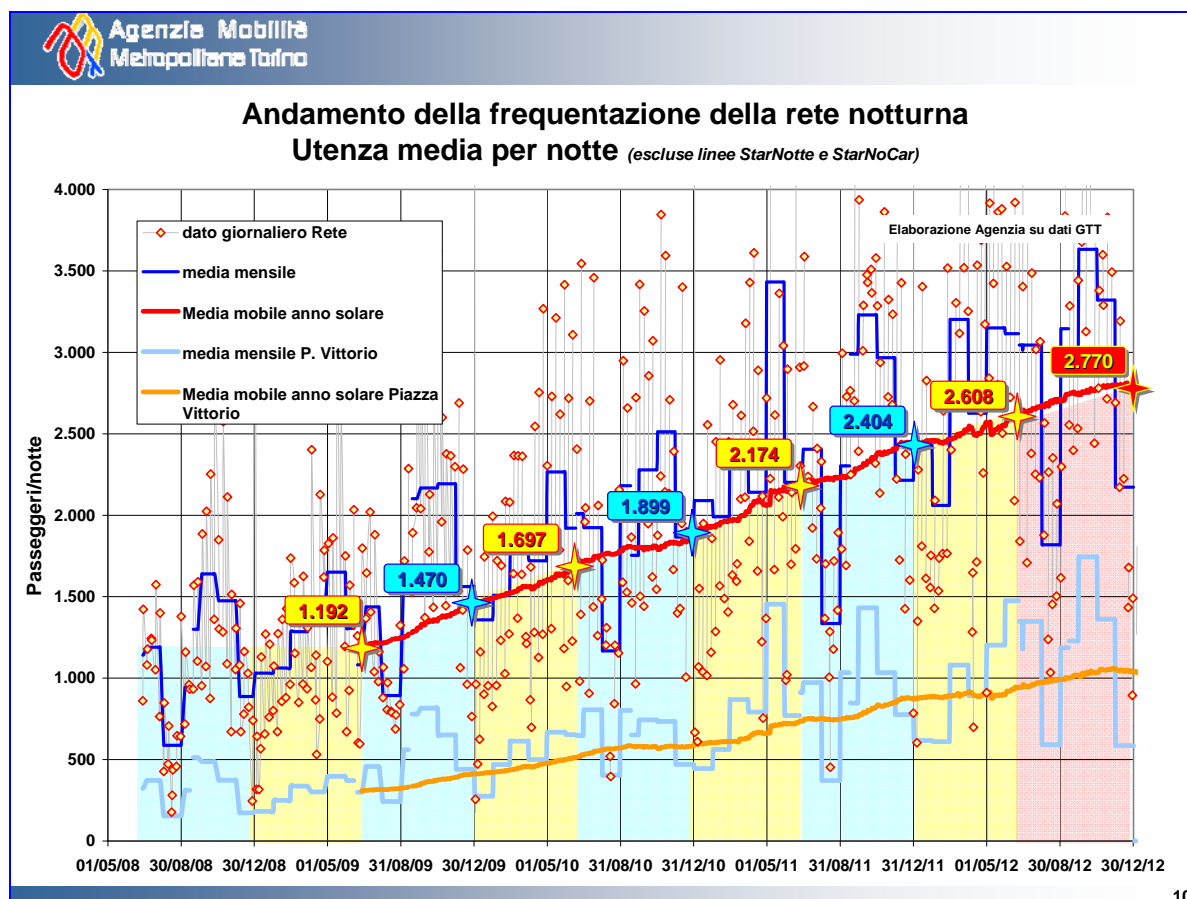 Agenzia Mobilità
Metropolitana Torino
Andamento della frequentazione della rete notturna
Utenza media per notte (escluse linee StarNotte e StarNoCar)
4.000
3.500
3.000
2.500
2.000
1.500
1.000
500
0
Passeggeri/notte
dato giornaliero Rete
media mensile
Media mobile anno solare
media mensile P. Vittorio
Media mobile anno solare Piazza
Vittorio
Elaborazione Agenzia su dati GTT
1.192
1.470
1.697
1.899
2.174
2.404
2.608
2.770
01/05/08 30/08/08 30/12/08 01/05/09 31/08/09 30/12/09 01/05/10 31/08/10 31/12/10 01/05/11 31/08/11 31/12/11 01/05/12 30/08/12 30/12/12